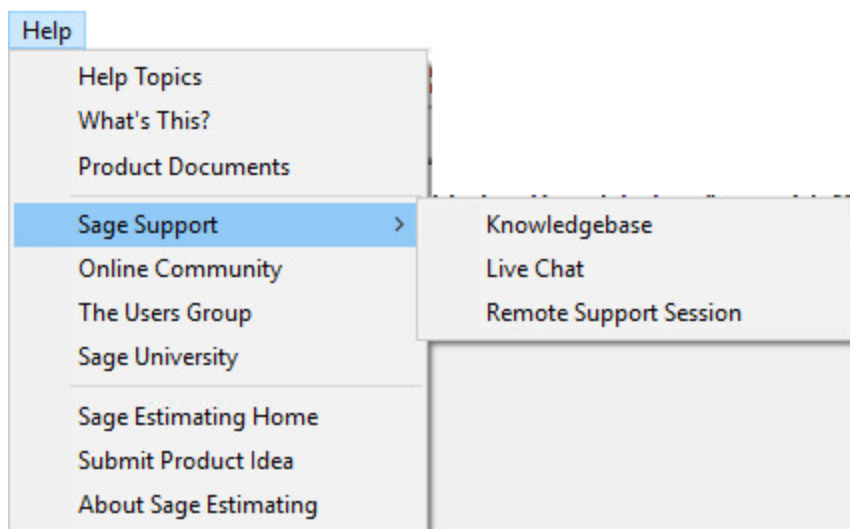 Help
Help Topics
What's This?
Product Documents
Sage Support
Knowledgebase
Live Chat
Remote Support Session
Online Community
The Users Group
Sage University
Sage Estimating Home
Submit Product Idea
About Sage Estimating